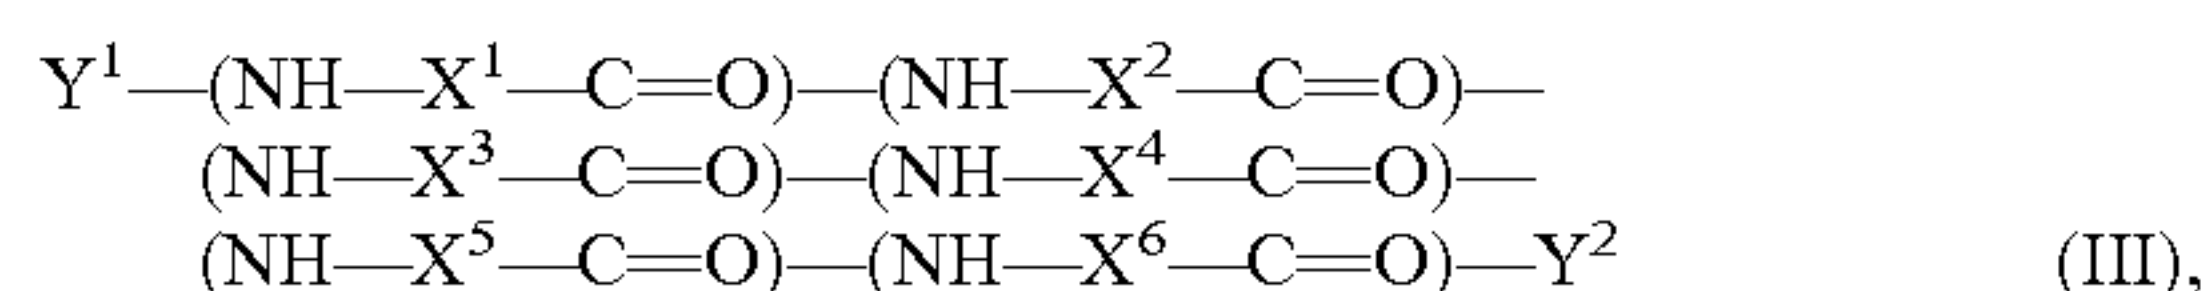 Y¹—(NH—X¹—C=O)—(NH—X²—C=O)—
(NH—X³—C=O)—(NH—X⁴—C=O)—
(NH—X⁵—C=O)—(NH—X⁶—C=O)—Y² (III),